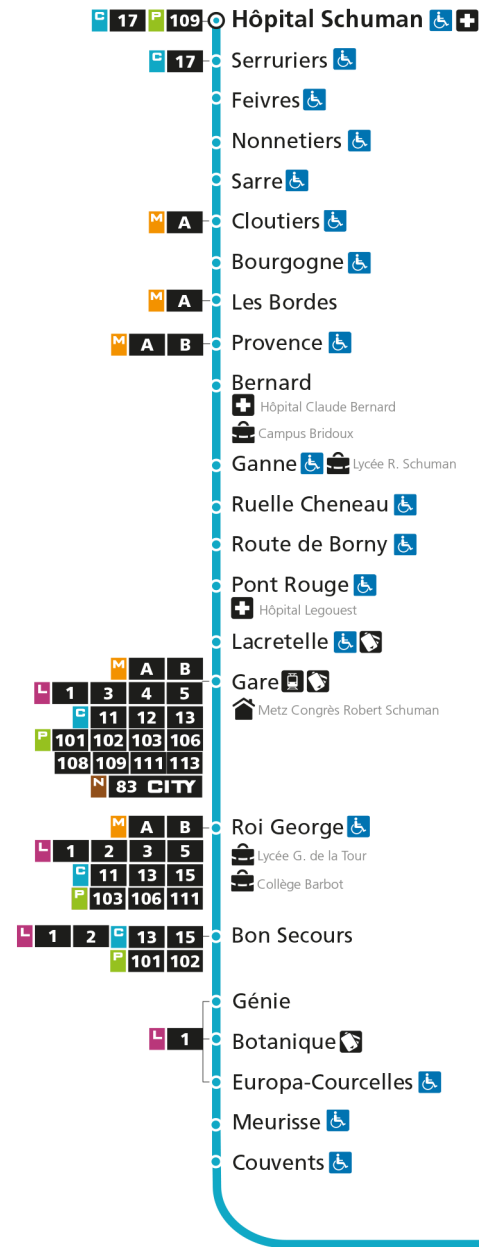 C 17 P 109 Hôpital Schuman
C 17 Serruriers
Feivres
Nonnetiers
Sarre
M A Cloutiers
Bourgogne
M A Les Bordes
M A B Provence
Bernard
Hôpital Claude Bernard
Campus Bridoux
Ganne Lycée R. Schuman
Ruelle Cheneau
Route de Borny
Pont Rouge
Hôpital Legouest
Lacretelle
M A B
Gare
L 1 3 4 5
Metz Congrès Robert Schuman
C 11 12 13
P 101 102 103 106
108 109 111 113
N 83 CITY
M A B Roi George
L 1 2 3 5
Lycée G. de la Tour
C 11 13 15
Collège Barbot
P 103 106 111
L 1 2 C 13 15 Bon Secours
P 101 102
Génie
L 1 Botanique
Europa-Courcelles
Meurisse
Couvents